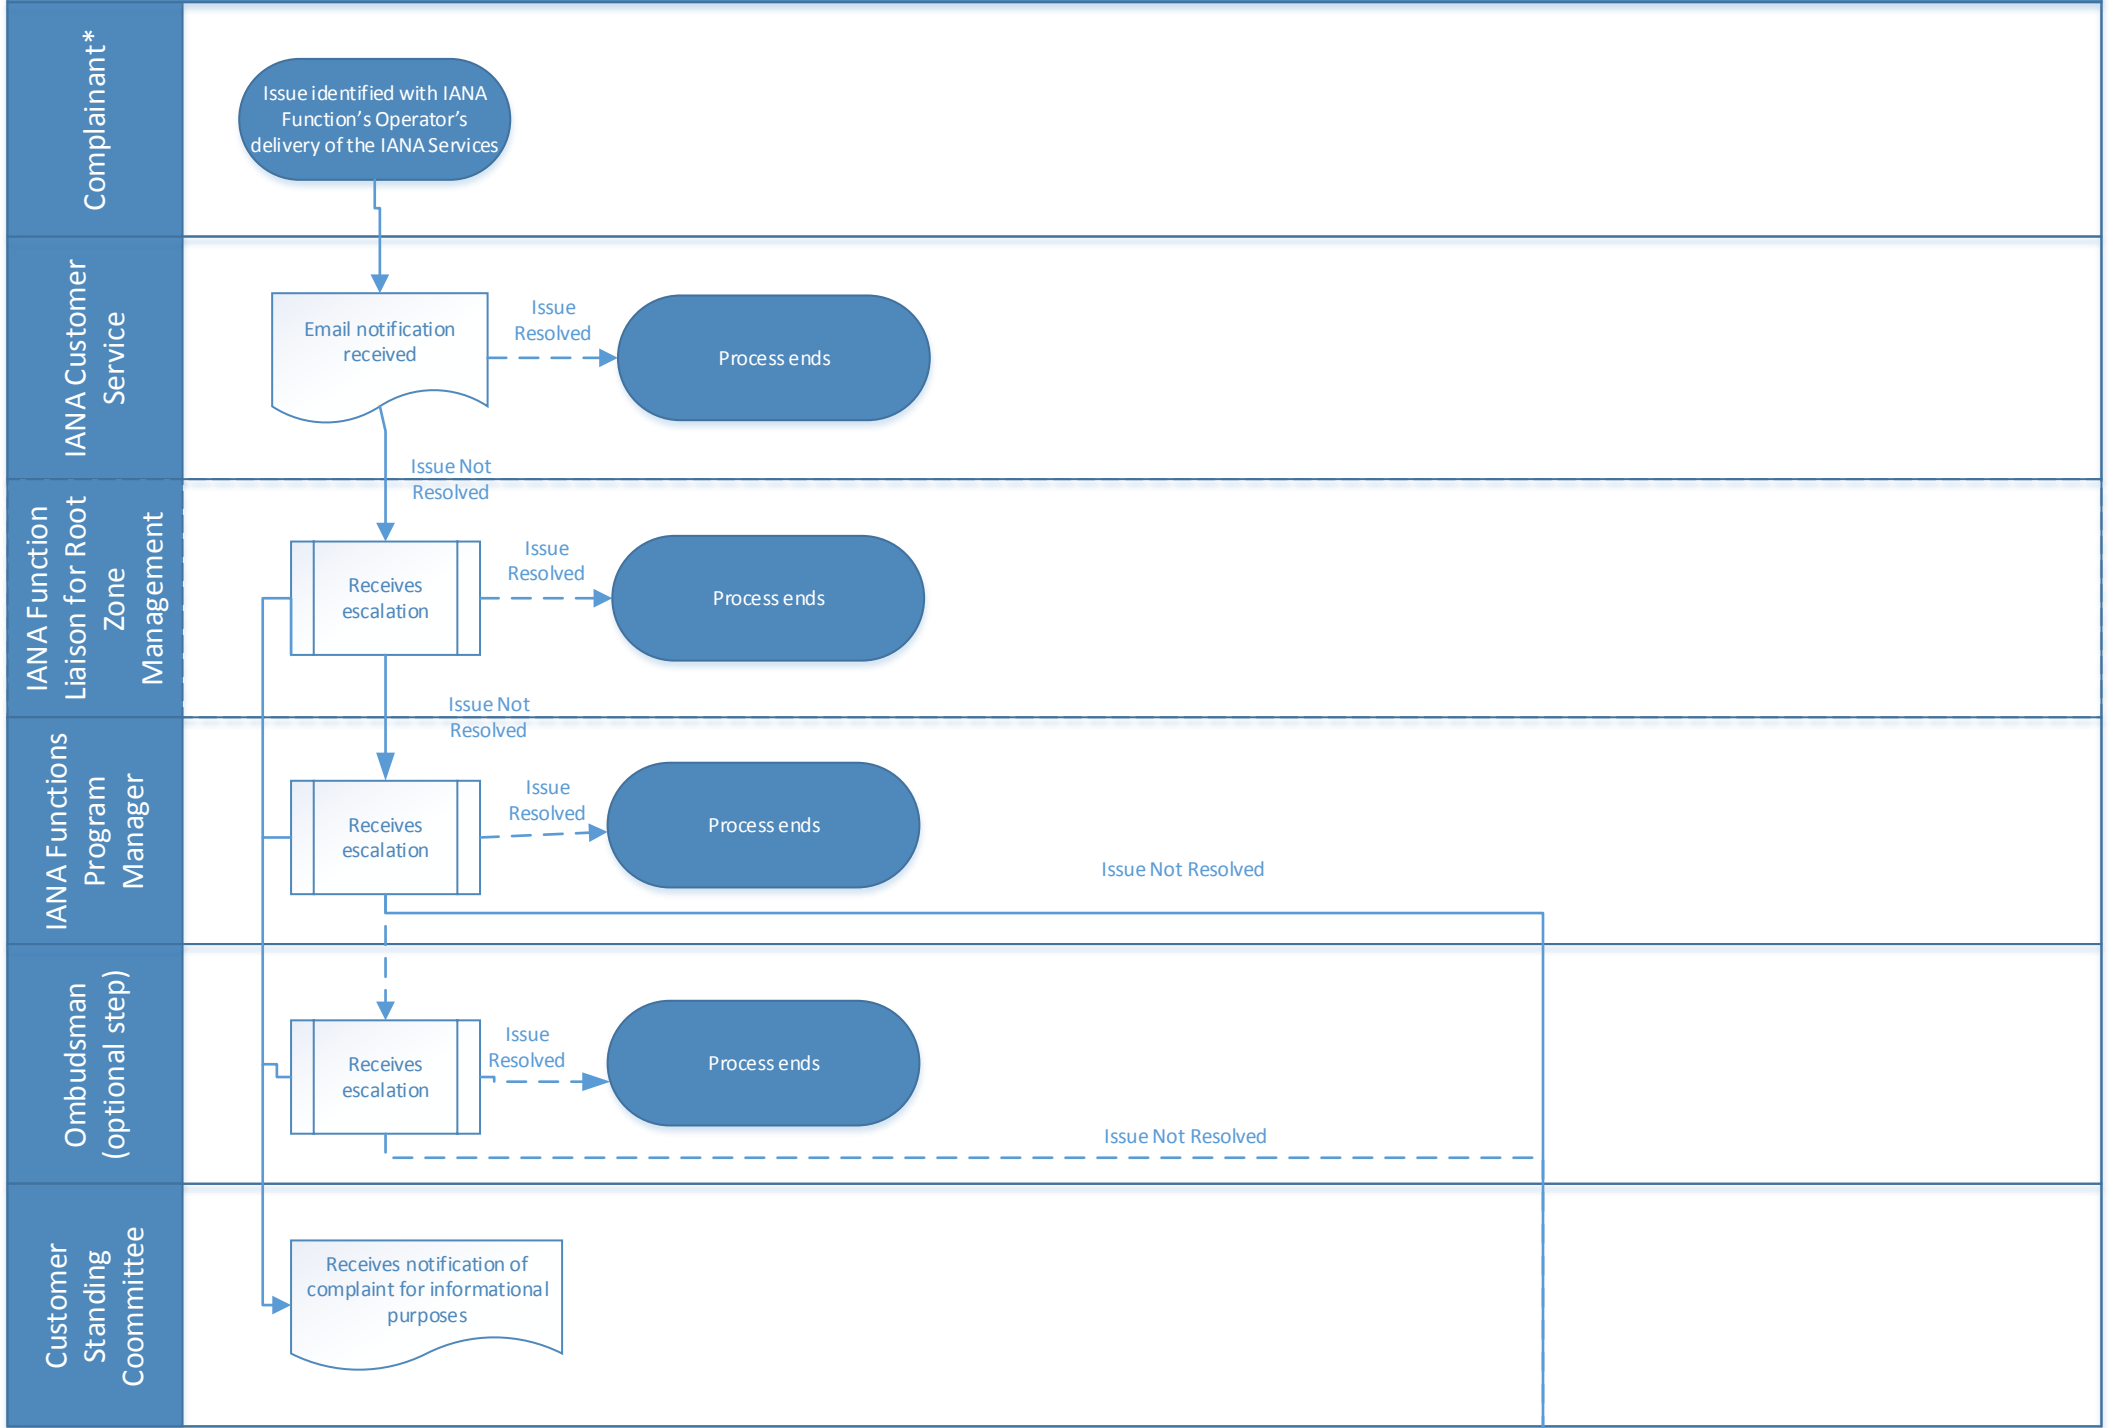 Complainant*
Issue identified with IANA
Function's Operator's
delivery of the IANA Services
IANA Customer
Service
Email notification
received
Issue
Resolved
Process ends
Issue Not
Resolved
IANA Function
Liaison for Root
Zone
Management
Receives
escalation
Issue
Resolved
Process ends
Issue Not
Resolved
IANA Functions
Program
Manager
Receives
escalation
Issue
Resolved
Process ends
Issue Not Resolved
Ombudsman
(optional step)
Receives
escalation
Issue
Resolved
Process ends
Issue Not Resolved
Customer
Standing
Coommittee
Receives notification of
complaint for informational
purposes